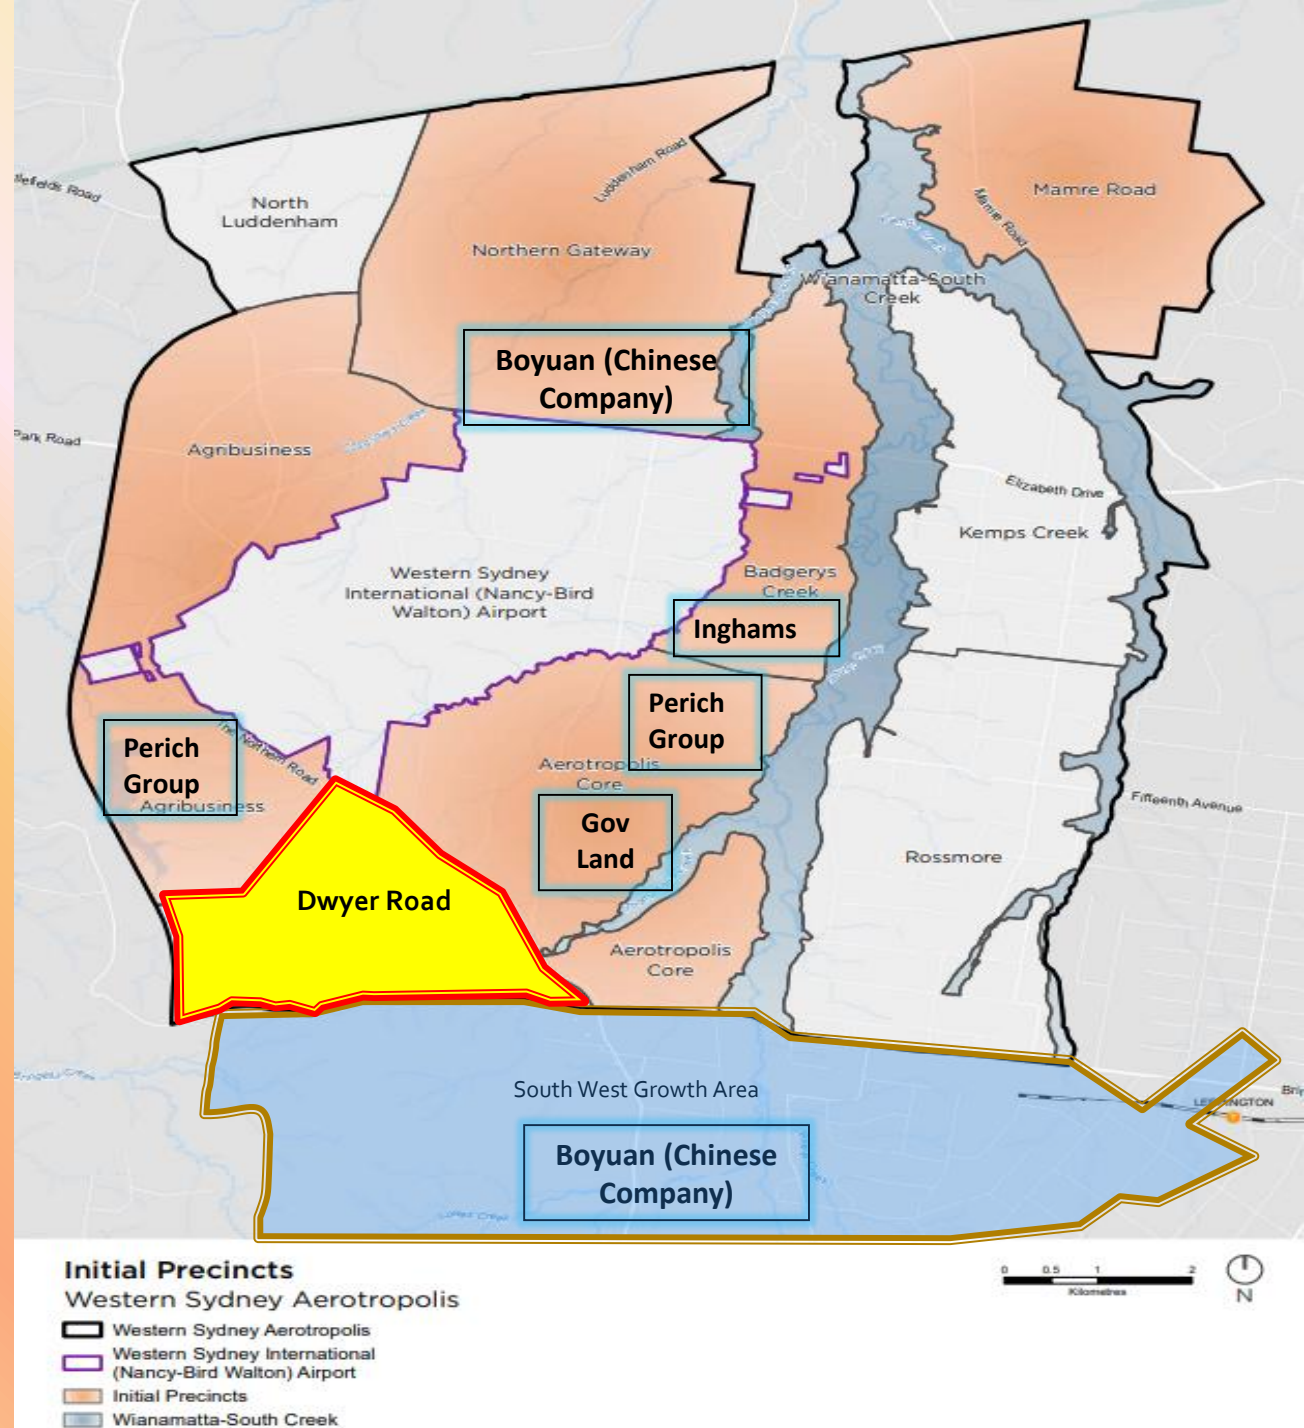 Luddenham Road
Mamre Road
Mamre Road
North
Luddenham
Northern Gateway
Wianamatta-South
Creek
Boyuan (Chinese
Company)
Park Road
Agribusiness
Elizabeth Drive
Kemps Creek
Western Sydney
International (Nancy-Bird
Walton) Airport
Badgerys
Creek
Inghams
Perich
Group
Perich
Group
The Northern Road
Agribusiness
Aerotropolis
Core
Gov
Land
Fifteenth Avenue
Rossmore
Dwyer Road
Aerotropolis
Core
South West Growth Area
Boyuan (Chinese
Company)
Initial Precincts
Western Sydney Aerotropolis
Western Sydney Aerotropolis
Western Sydney International
(Nancy-Bird Walton) Airport
Initial Precincts
Wianamatta-South Creek
0 0.5 1 2
Kilometres
N